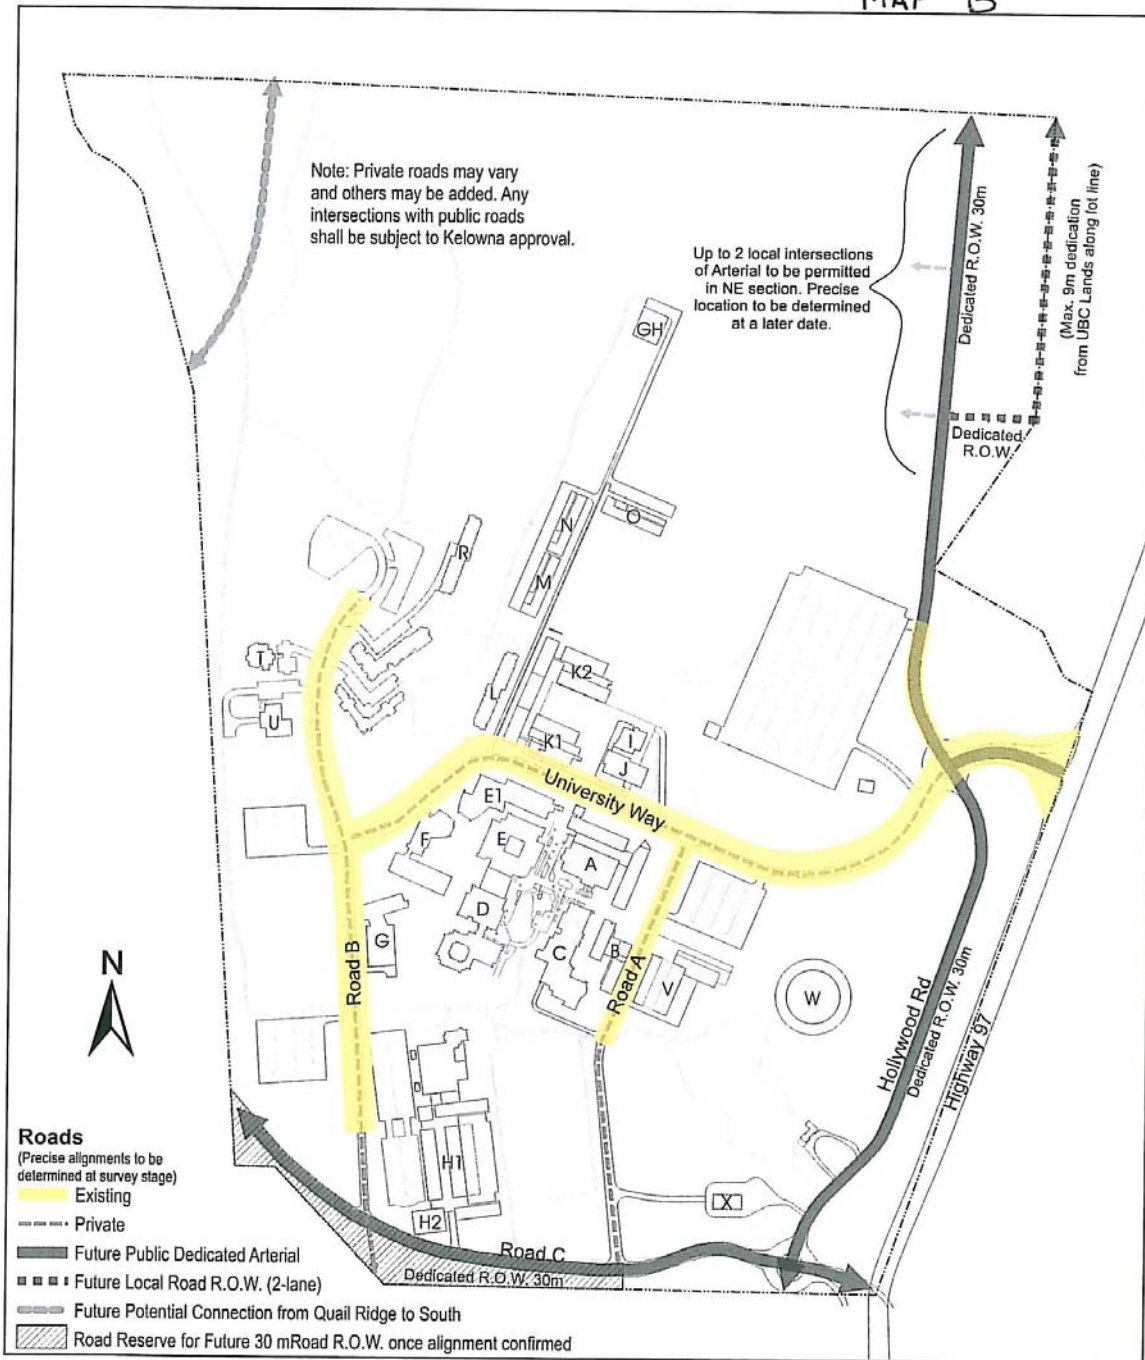 MAP B
Note: Private roads may vary
and others may be added. Any
intersections with public roads
shall be subject to Kelowna approval.
Up to 2 local intersections
of Arterial to be permitted
in NE section. Precise
location to be determined
at a later date.
Dedicated R.O.W. 30m
(Max. 9m dedication
from UBC Lands along lot line)
Dedicated
R.O.W.
GH
N
O
M
R
T
U
L
K2
K1
I
J
University Way
E1
F
E
A
D
G
C
B
V
W
Road B
Road A
Hollywood Rd
Dedicated R.O.W. 30m
Highway 97
N
H1
H2
X
Road C
Dedicated R.O.W. 30m
Roads
(Precise alignments to be
determined at survey stage)
Existing
Private
Future Public Dedicated Arterial
Future Local Road R.O.W. (2-lane)
Future Potential Connection from Quail Ridge to South
Road Reserve for Future 30 mRoad R.O.W. once alignment confirmed